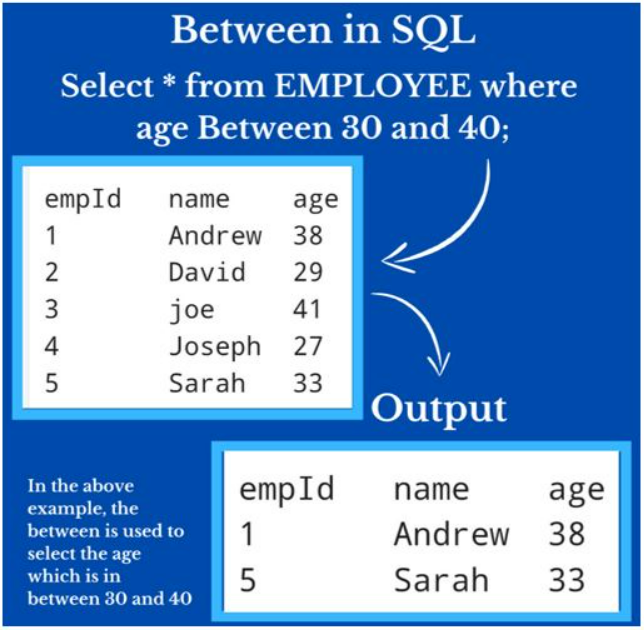 Between in SQL
Select * from EMPLOYEE where
age Between 30 and 40;
empId name age
1 Andrew 38
2 David 29
3 joe 41
4 Joseph 27
5 Sarah 33
Output
In the above
example, the
between is used to
select the age
which is in
between 30 and 40
empId name age
1 Andrew 38
5 Sarah 33